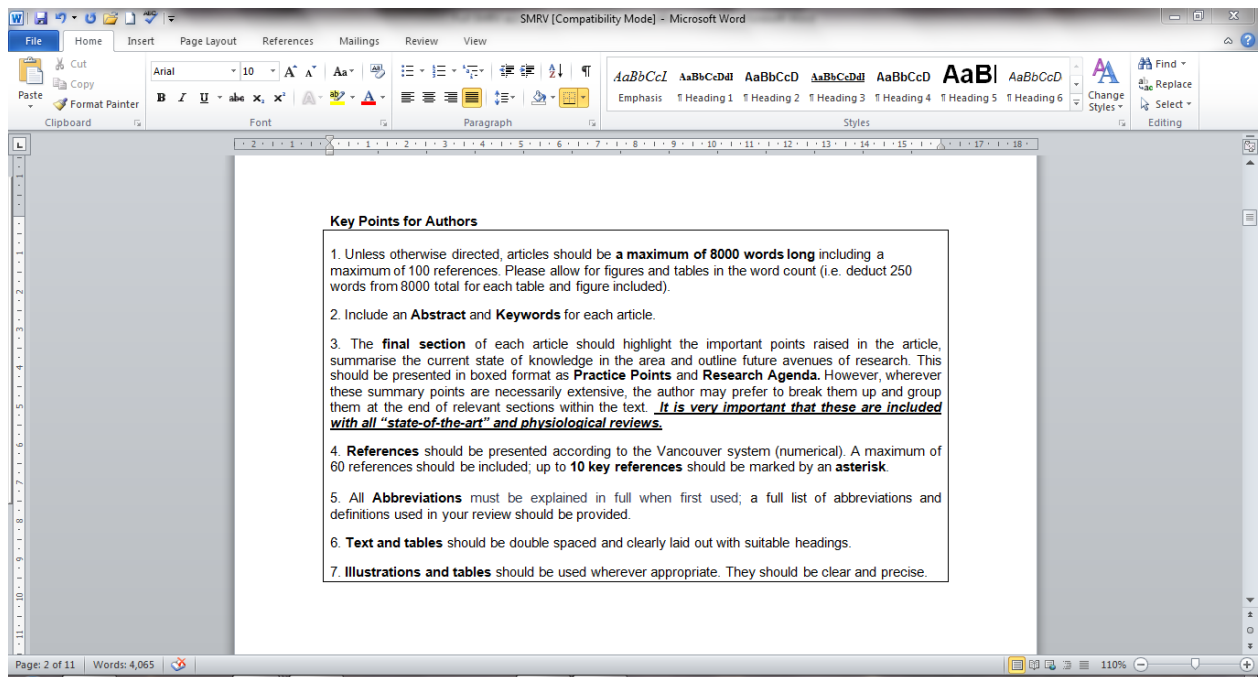 SMRV [Compatibility Mode] - Microsoft Word
File Home Insert Page Layout References Mailings Review View
Cut
Copy
Paste
Format Painter
Clipboard
Arial 10
Font
Paragraph
AaBbCcL AaBbCcDdI AaBbCcD AaBbCcDdI AaBbCcD AaBl AaBbCcD
Emphasis ¶ Heading 1 ¶ Heading 2 ¶ Heading 3 ¶ Heading 4 ¶ Heading 5 ¶ Heading 6
Change Styles
Styles
Find
Replace
Select
Editing
Key Points for Authors
1. Unless otherwise directed, articles should be a maximum of 8000 words long including a
maximum of 100 references. Please allow for figures and tables in the word count (i.e. deduct 250
words from 8000 total for each table and figure included).
2. Include an Abstract and Keywords for each article.
3. The final section of each article should highlight the important points raised in the article,
summarise the current state of knowledge in the area and outline future avenues of research. This
should be presented in boxed format as Practice Points and Research Agenda. However, wherever
these summary points are necessarily extensive, the author may prefer to break them up and group
them at the end of relevant sections within the text. It is very important that these are included
with all “state-of-the-art” and physiological reviews.
4. References should be presented according to the Vancouver system (numerical). A maximum of
60 references should be included; up to 10 key references should be marked by an asterisk.
5. All Abbreviations must be explained in full when first used; a full list of abbreviations and
definitions used in your review should be provided.
6. Text and tables should be double spaced and clearly laid out with suitable headings.
7. Illustrations and tables should be used wherever appropriate. They should be clear and precise.
Page: 2 of 11 Words: 4,065 110%